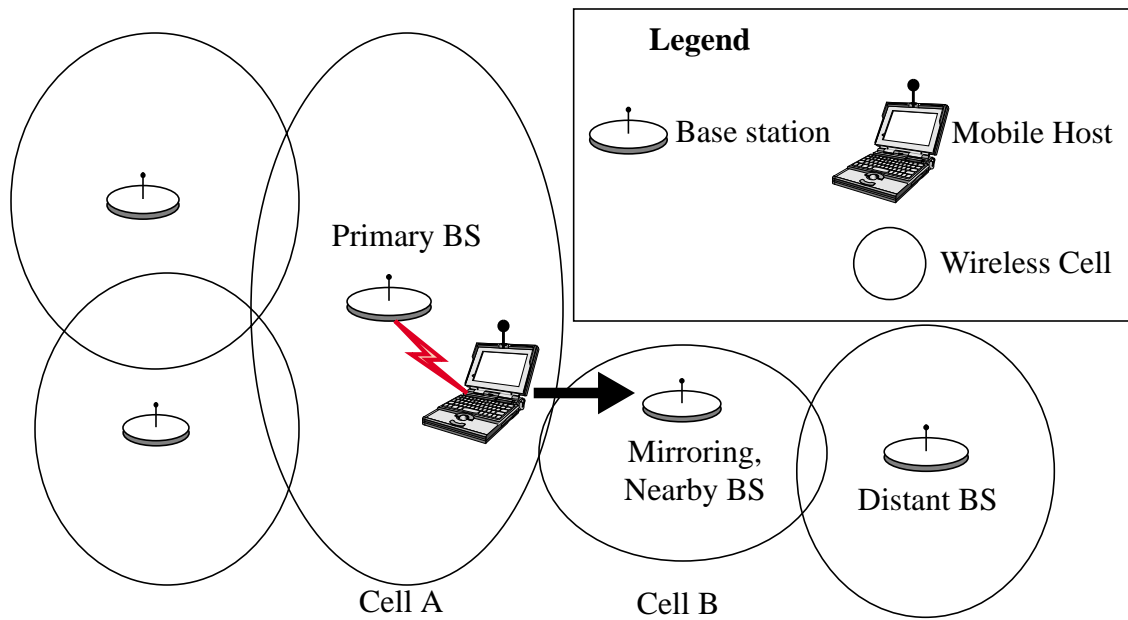 Legend
Base station
Mobile Host
Wireless Cell
Primary BS
Mirroring,
Nearby BS
Distant BS
Cell A
Cell B